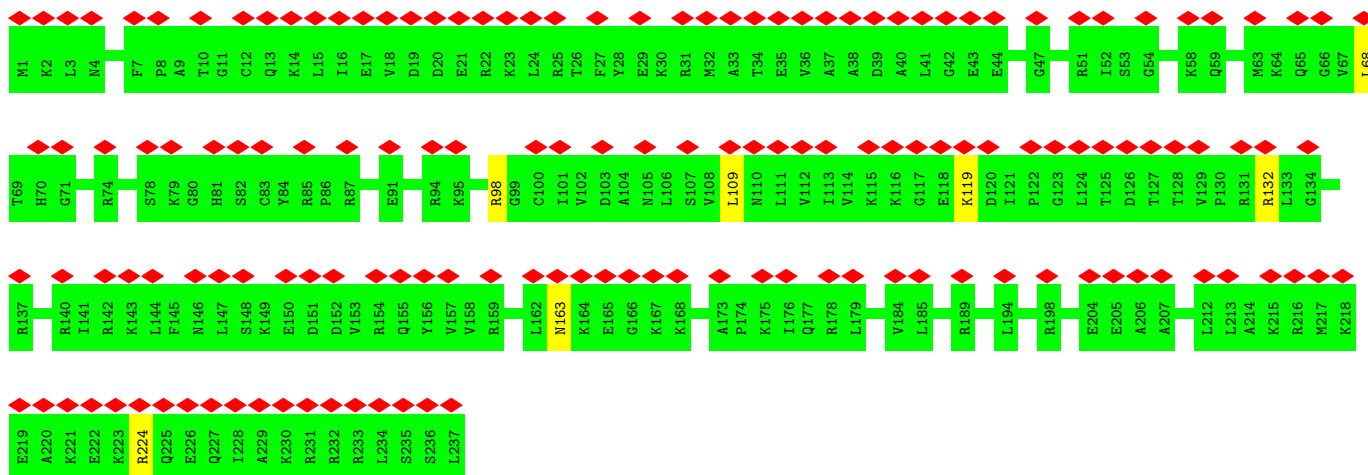 M1 K2 L3 N4 F7 P8 A9 T10 G11 C12 Q13 K14 L15 I16 E17 V18 D19 D20 E21 R22 K23 L24 R25 T26 F27 Y28 E29 K30 R31 M32 A33 T34 E35 V36 A37 A38 D39 A40 L41 G42 E43 E44 G47 R51 I52 S53 G54 K58 Q59 M63 K64 Q65 G66 V67 L68
T69 H70 G71 R74 S78 K79 G80 H81 S82 C83 Y84 R85 P86 R87 E91 R94 K95 R98 G99 C100 I101 V102 D103 A104 N105 L106 S107 V108 L109 N110 L111 V112 I113 V114 K115 K116 G117 E118 K119 D120 I121 P122 G123 L124 T125 D126 T127 T128 V129 P130 R131 R132 L133 G134
R137 R140 I141 R142 K143 L144 F145 N146 L147 S148 K149 E150 D151 D152 V153 R154 Q155 Y156 V157 V158 R159 L162 N163 K164 E165 G166 K167 K168 A173 P174 K175 I176 Q177 R178 L179 V184 L185 R189 L194 R198 E204 E205 A206 A207 L212 L213 A214 K215 R216 M217 K218
E219 A220 K221 E222 K223 R224 Q225 E226 Q227 I228 A229 K230 R231 R232 R233 L234 S235 S236 L237